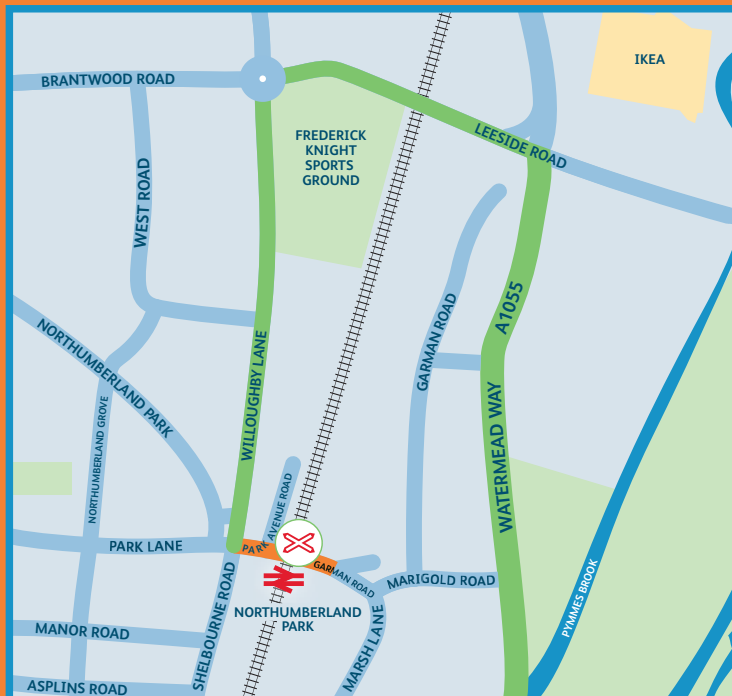 IKEA
BRANTWOOD ROAD
FREDERICK
KNIGHT
SPORTS
GROUND
LEESIDE ROAD
WEST ROAD
A1055
GARMAN ROAD
NORTHUMBERLAND PARK
WILLOUGHBY LANE
NORTHUMBERLAND GROVE
WATERMEAD WAY
PARK AVENUE ROAD
PARK LANE
PARK
GARMAN ROAD
MARIGOLD ROAD
PYMMES BROOK
NORTHUMBERLAND
PARK
SHELBOURNE ROAD
MARSH LANE
MANOR ROAD
ASPLINS ROAD